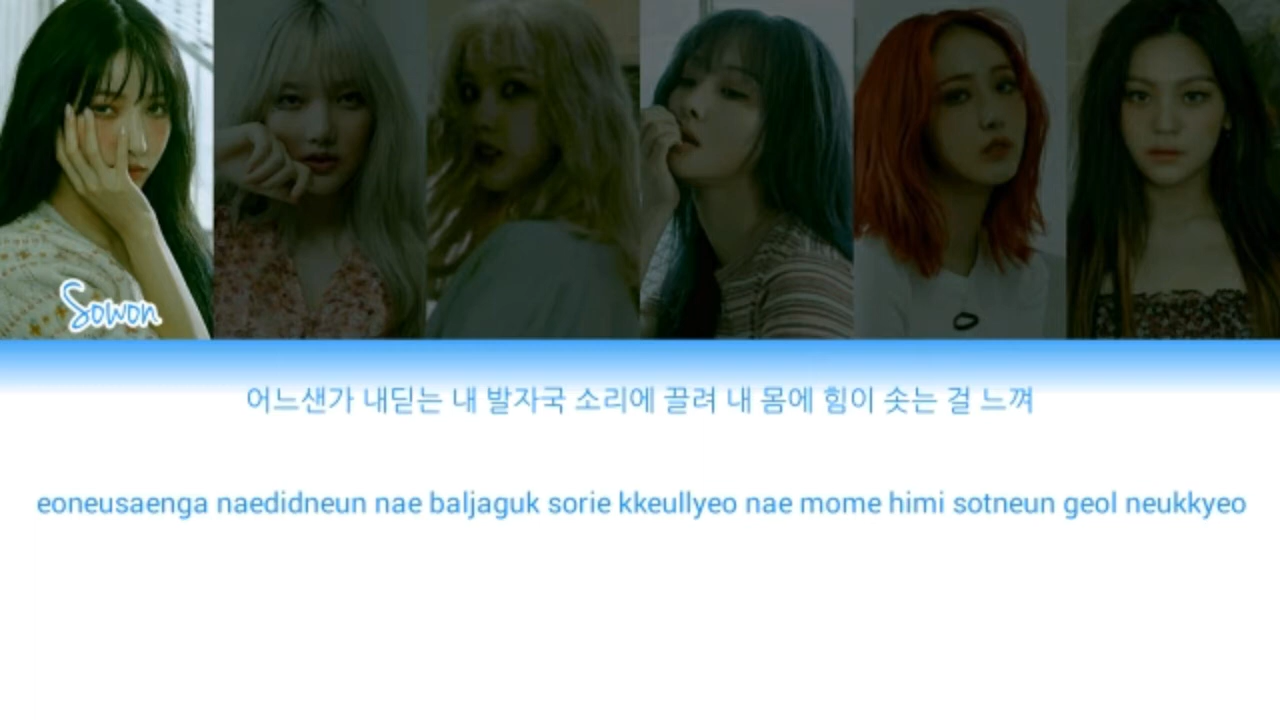 Sowon
어느샌가 내딛는 내 발자국 소리에 끌려 내 몸에 힘이 솟는 걸 느껴
eoneusaenga naedidneun nae baljaguk sorie kkeullyeo nae mome himi sotneun geol neukkyeo